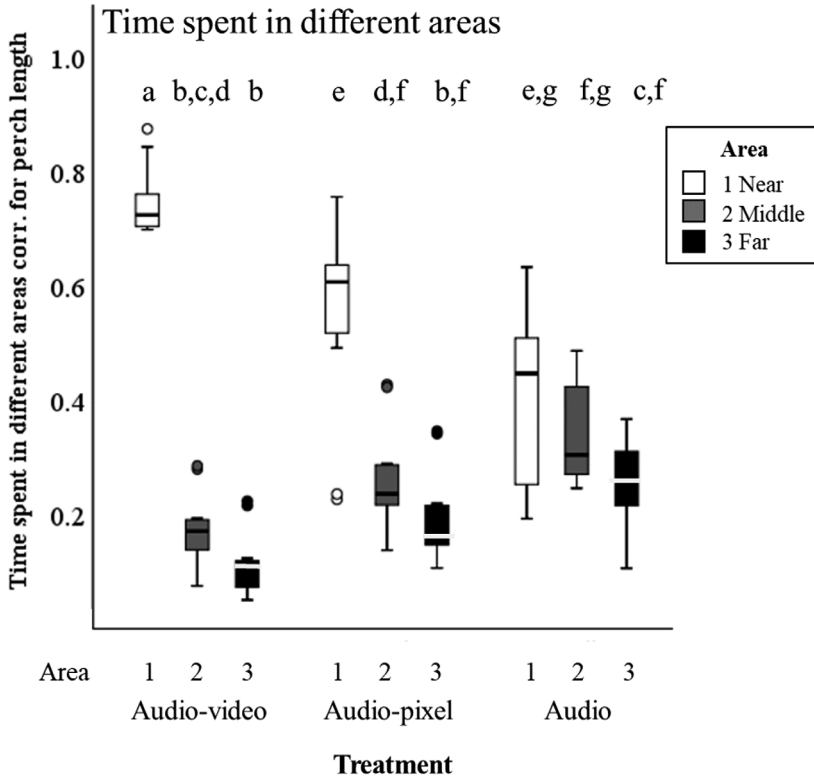 Time spent in different areas
Time spent in different areas corr. for perch length
1.0
0.8
0.6
0.4
0.2
a b,c,d b e d,f b,f e,g f,g c,f
Area
1 Near
2 Middle
3 Far
Area 1 2 3 1 2 3 1 2 3
Audio-video Audio-pixel Audio
Treatment